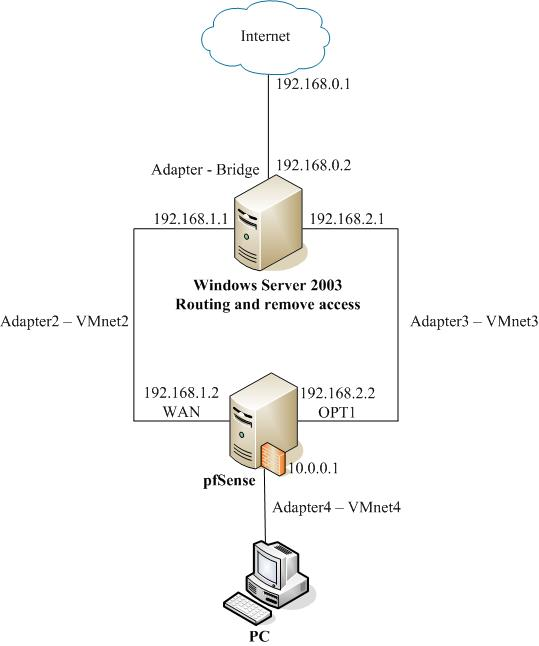 Internet
192.168.0.1
Adapter - Bridge
192.168.0.2
192.168.1.1
192.168.2.1
Windows Server 2003
Routing and remove access
Adapter2 – VMnet2
Adapter3 – VMnet3
192.168.1.2
WAN
192.168.2.2
OPT1
10.0.0.1
pfSense
Adapter4 – VMnet4
PC